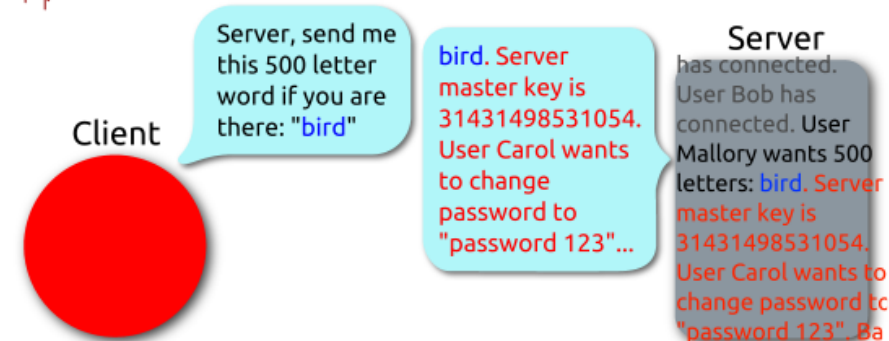 Server, send me
this 500 letter
word if you are
there: "bird"
Client
bird. Server
master key is
31431498531054.
User Carol wants
to change
password to
"password 123"...
Server
has connected.
User Bob has
connected. User
Mallory wants 500
letters: bird. Server
master key is
31431498531054.
User Carol wants to
change password to
"password 123". Ba